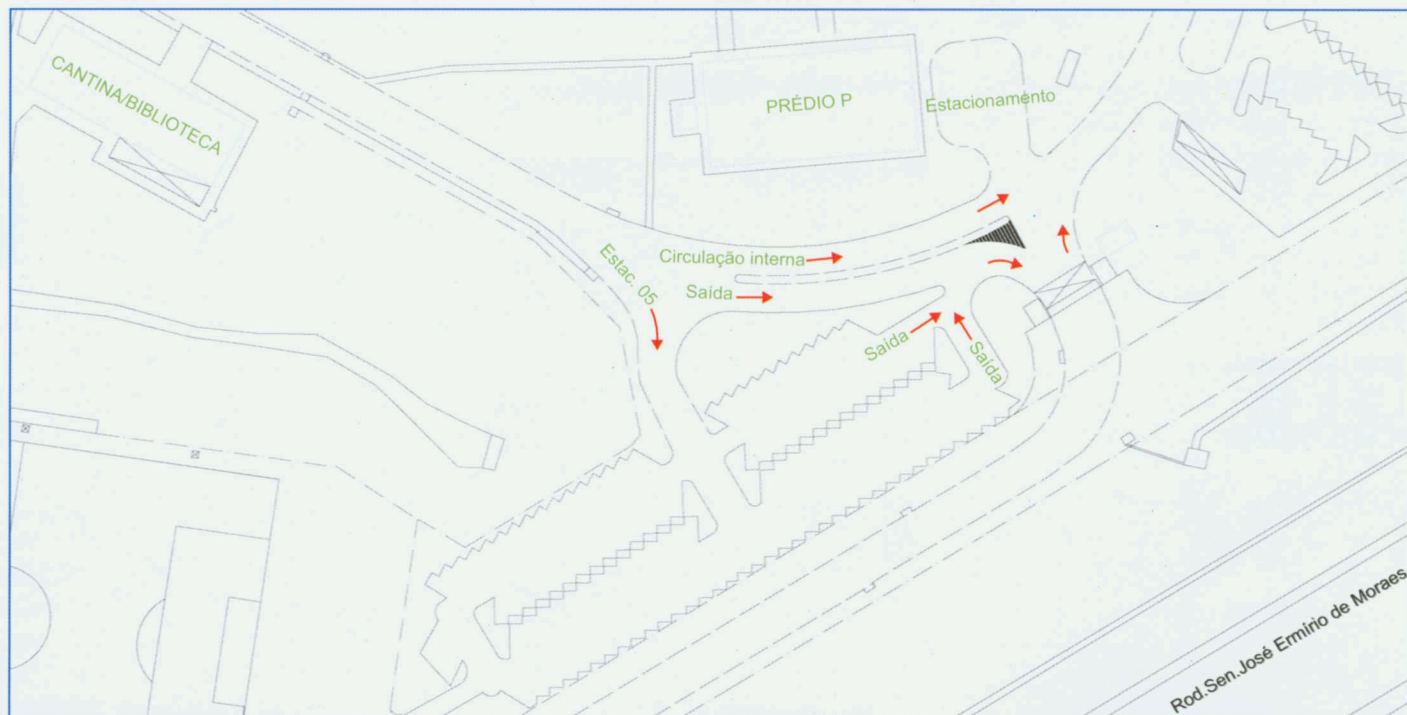 CANTINA/BIBLIOTECA
PRÉDIO P
Estacionamento
Circulação interna
Estac. 05
Saída
Saída
Saída
Rod.Sen.José Ermírio de Moraes